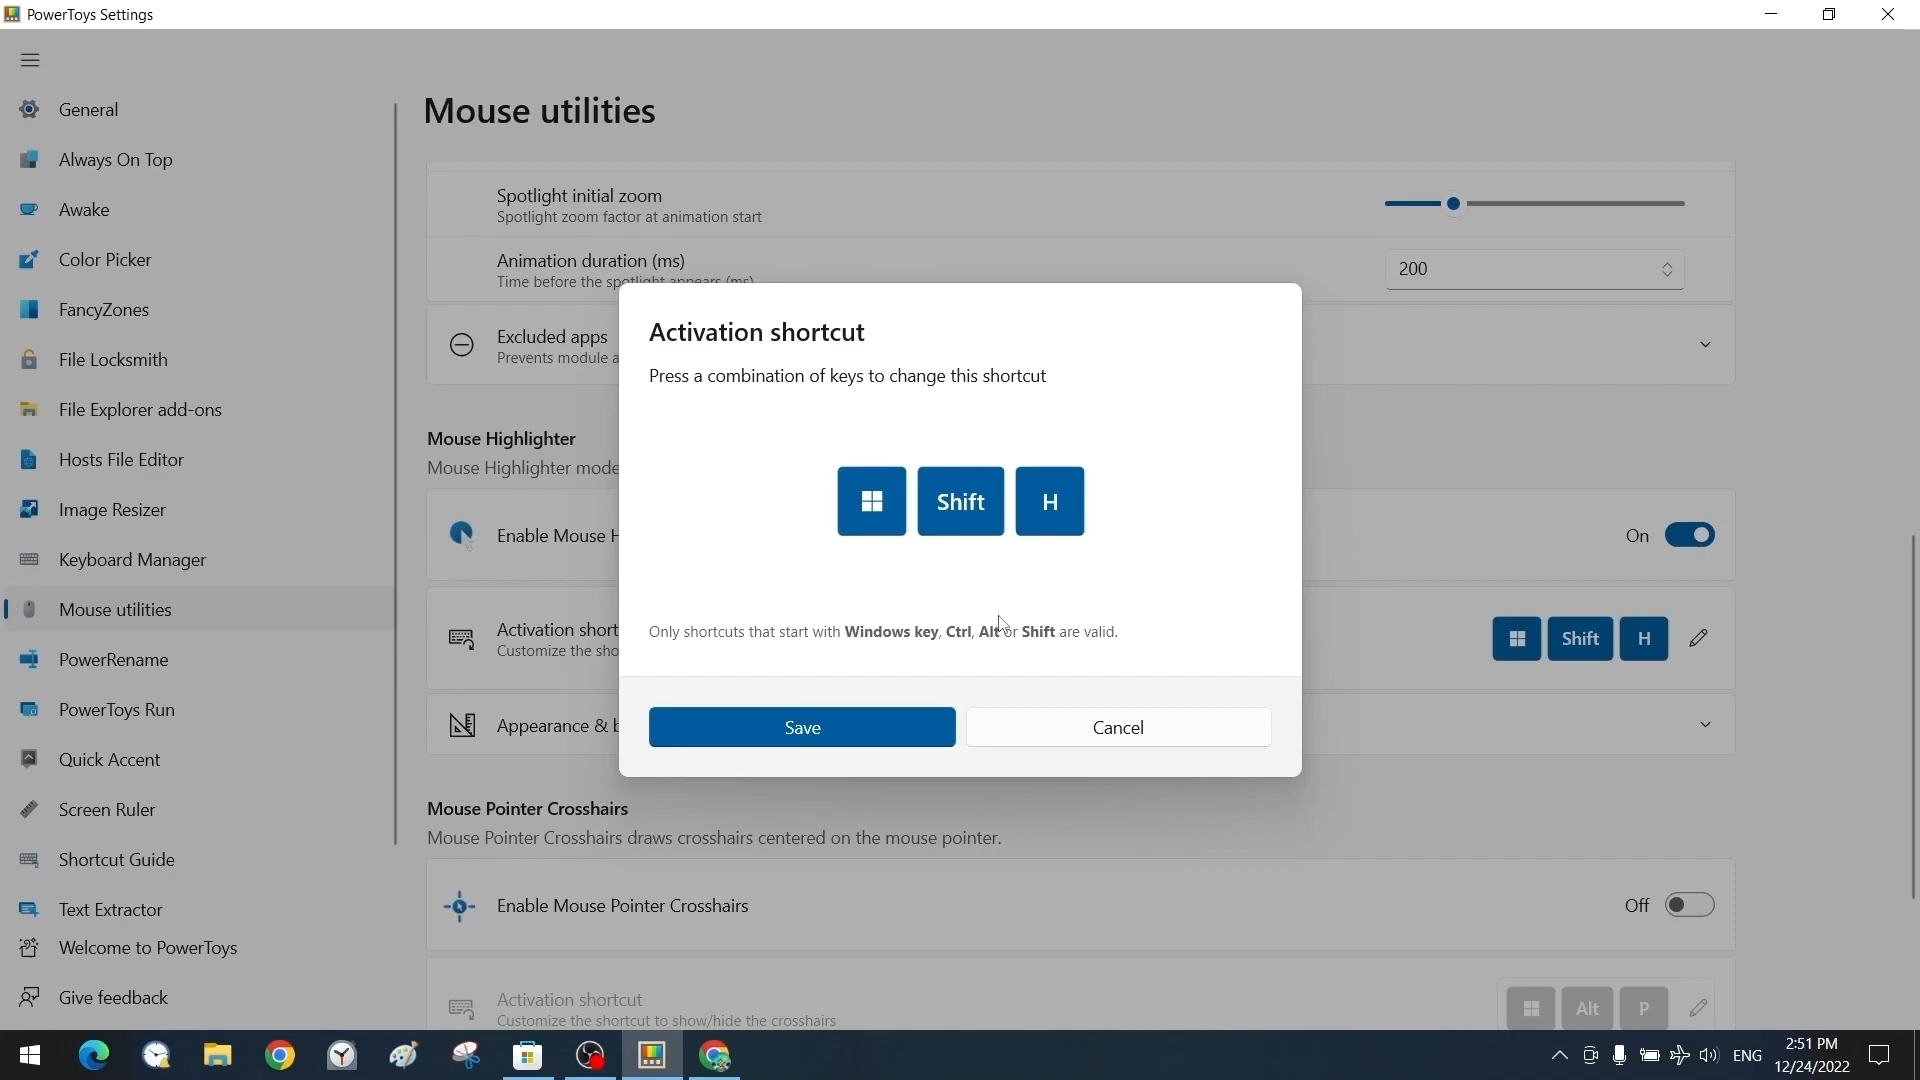 PowerToys Settings
General
Always On Top
Awake
Color Picker
FancyZones
File Locksmith
File Explorer add-ons
Hosts File Editor
Image Resizer
Keyboard Manager
Mouse utilities
PowerRename
PowerToys Run
Quick Accent
Screen Ruler
Shortcut Guide
Text Extractor
Welcome to PowerToys
Give feedback
Mouse utilities
Spotlight initial zoom
Spotlight zoom factor at animation start
Animation duration (ms)
Time before the spotlight appears (ms)
200
Excluded apps
Prevents module a
Mouse Highlighter
Mouse Highlighter mode
Enable Mouse H
On
Activation short
Customize the sho
Shift H
Appearance & b
Mouse Pointer Crosshairs
Mouse Pointer Crosshairs draws crosshairs centered on the mouse pointer.
Enable Mouse Pointer Crosshairs
Off
Activation shortcut
Customize the shortcut to show/hide the crosshairs
Alt P
Activation shortcut
Press a combination of keys to change this shortcut
Shift H
Only shortcuts that start with Windows key, Ctrl, Alt or Shift are valid.
Save
Cancel
ENG
2:51 PM
12/24/2022